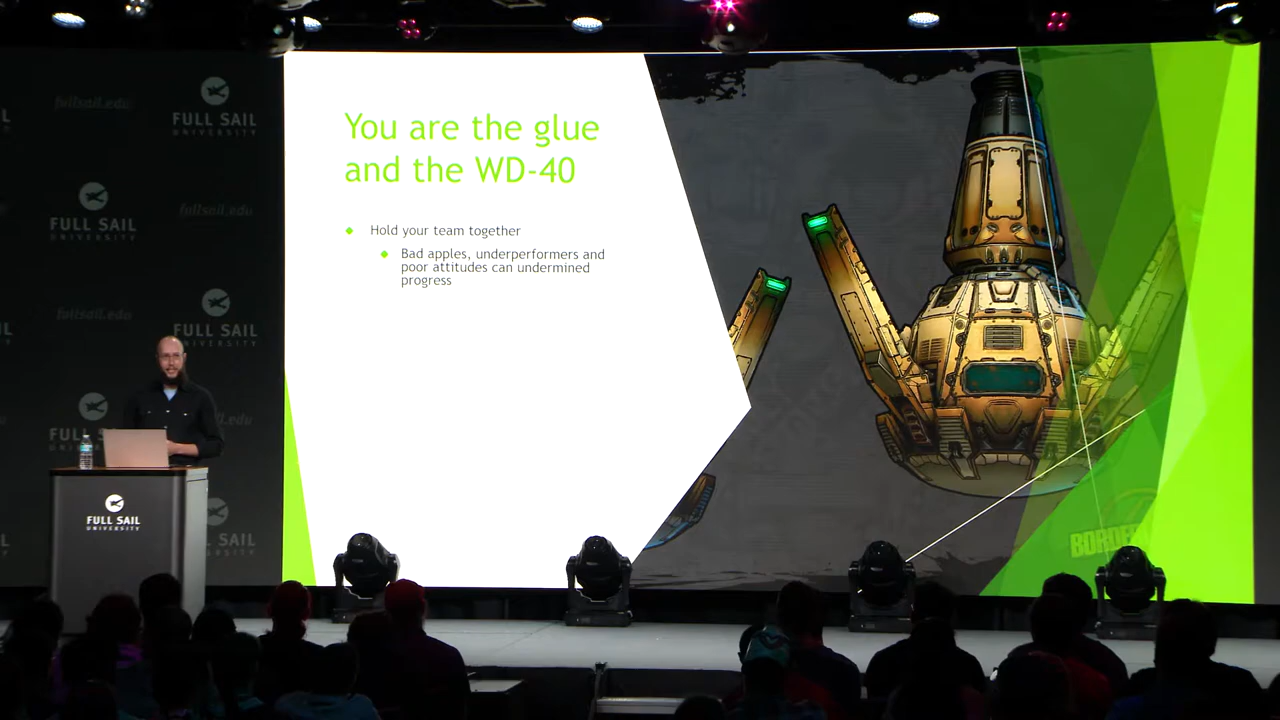 fullsail.edu
FULL SAIL
UNIVERSITY
FULL SAIL
UNIVERSITY
fullsail.edu
fullsail.edu
FULL SAIL
UNIVERSITY
FULL SAIL
UNIVERSITY
You are the glue
and the WD-40
Hold your team together
Bad apples, underperformers and
poor attitudes can undermined
progress